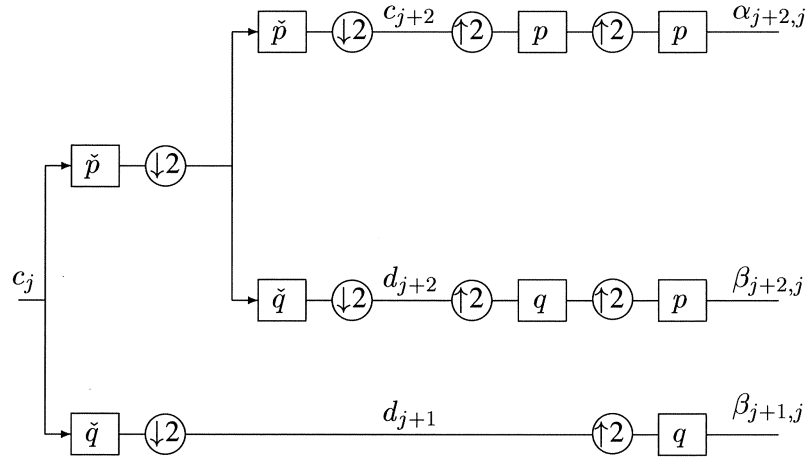 p̌ ↓2 c_{j+2} ↑2 p ↑2 p α_{j+2,j}
p̌ ↓2
c_j
q̌ ↓2 d_{j+2} ↑2 q ↑2 p β_{j+2,j}
q̌ ↓2 d_{j+1} ↑2 q β_{j+1,j}